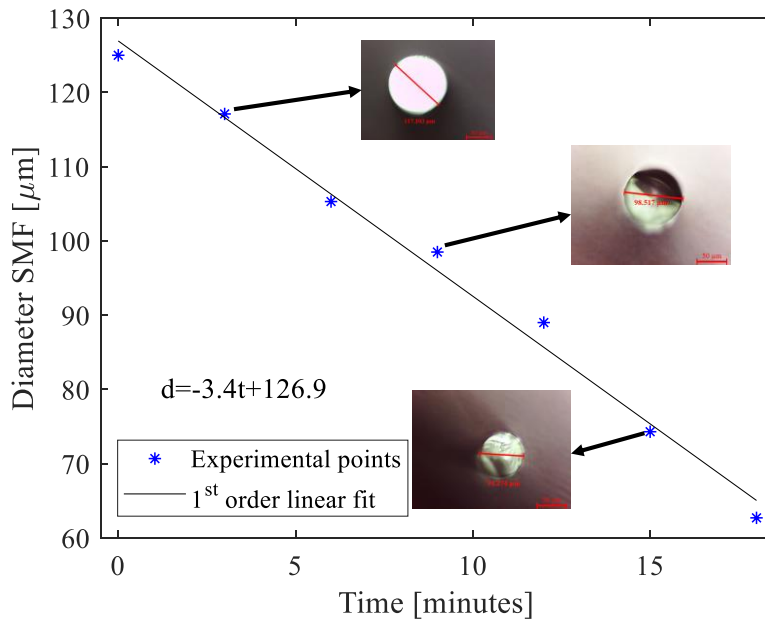 130
120
110
100
90
80
70
60
Diameter SMF [μm]
98.517 μm
50 μm
d=-3.4t+126.9
Experimental points
1st order linear fit
0
5
10
15
Time [minutes]